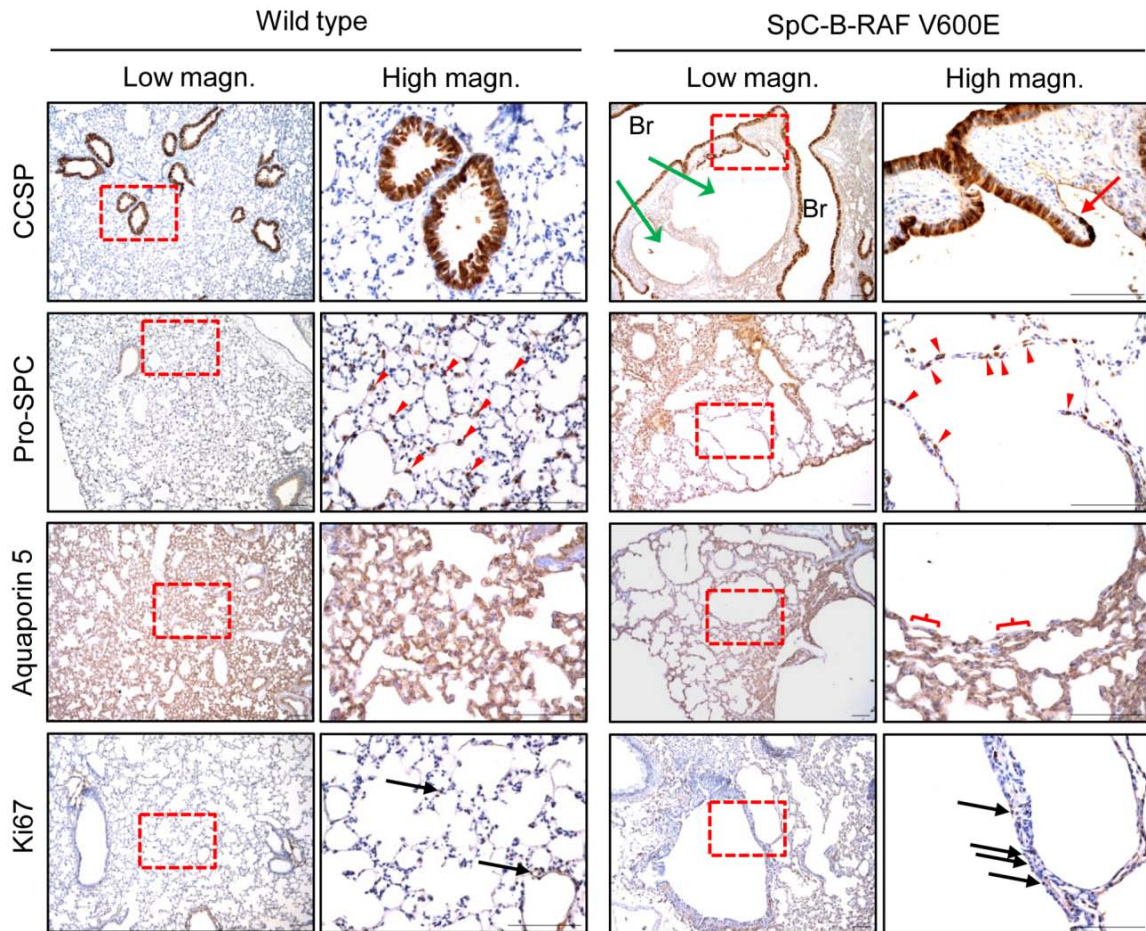 Wild type
SpC-B-RAF V600E
Low magn.
High magn.
Low magn.
High magn.
CCSP
Br
Br
Pro-SPC
Aquaporin 5
Ki67